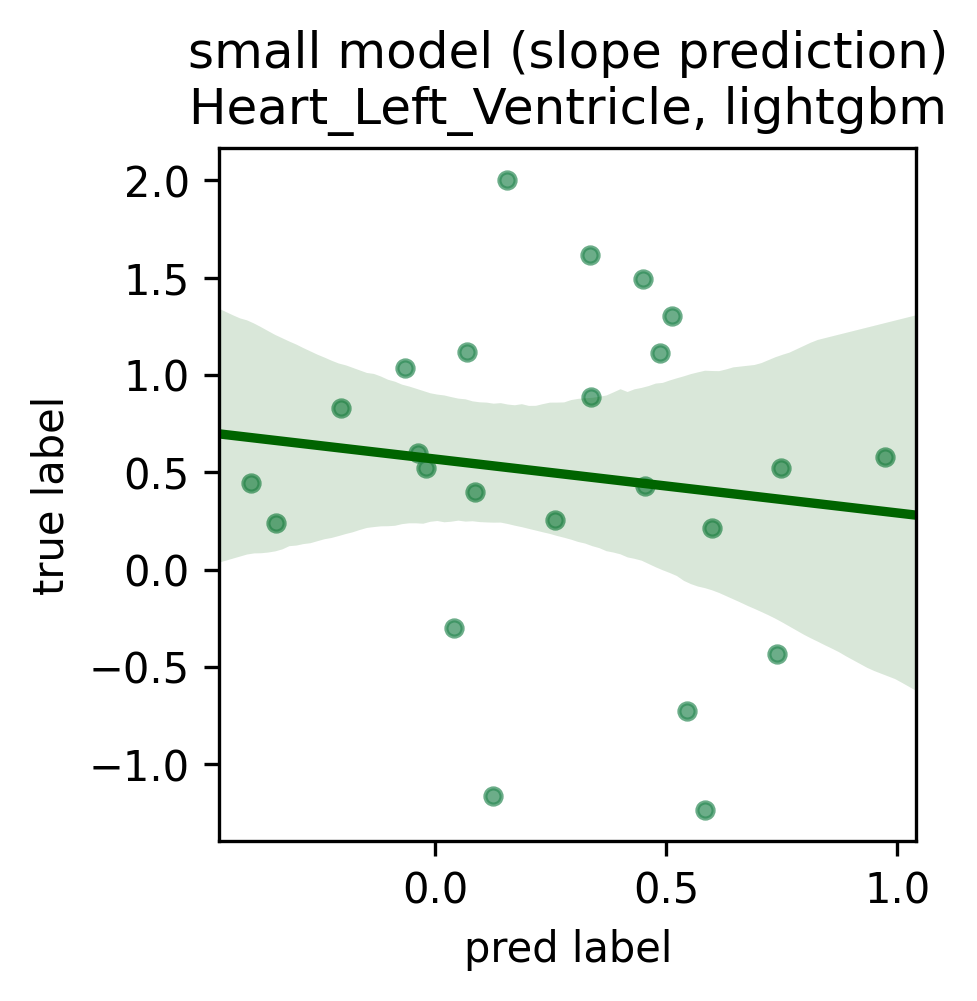 small model (slope prediction)
Heart_Left_Ventricle, lightgbm
2.0
1.5
1.0
0.5
0.0
−0.5
−1.0
true label
0.0 0.5 1.0
pred label